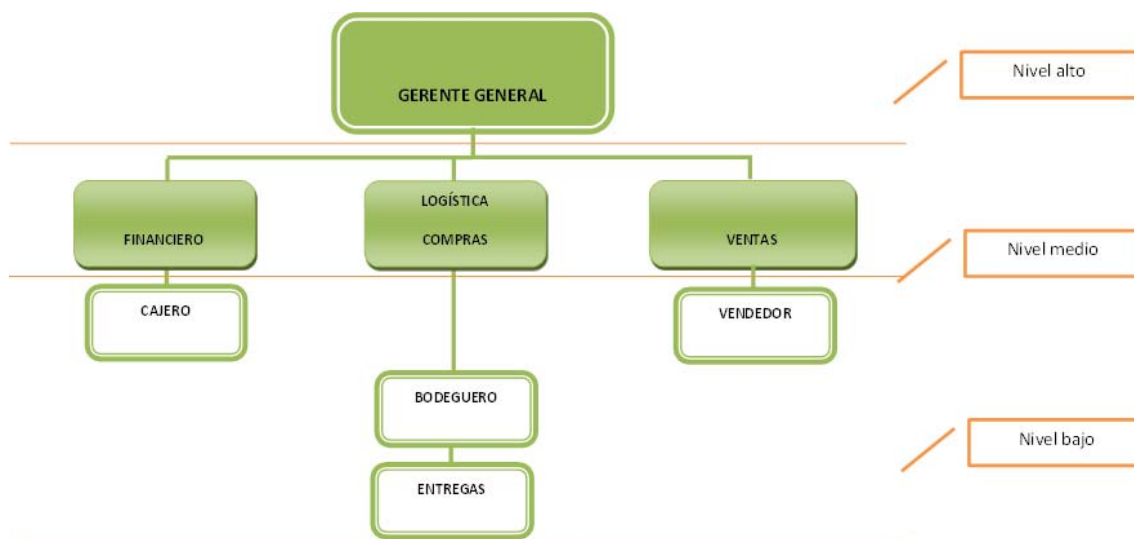 GERENTE GENERAL
Nivel alto
FINANCIERO
LOGÍSTICA
COMPRAS
VENTAS
Nivel medio
CAJERO
VENDEDOR
BODEGUERO
Nivel bajo
ENTREGAS